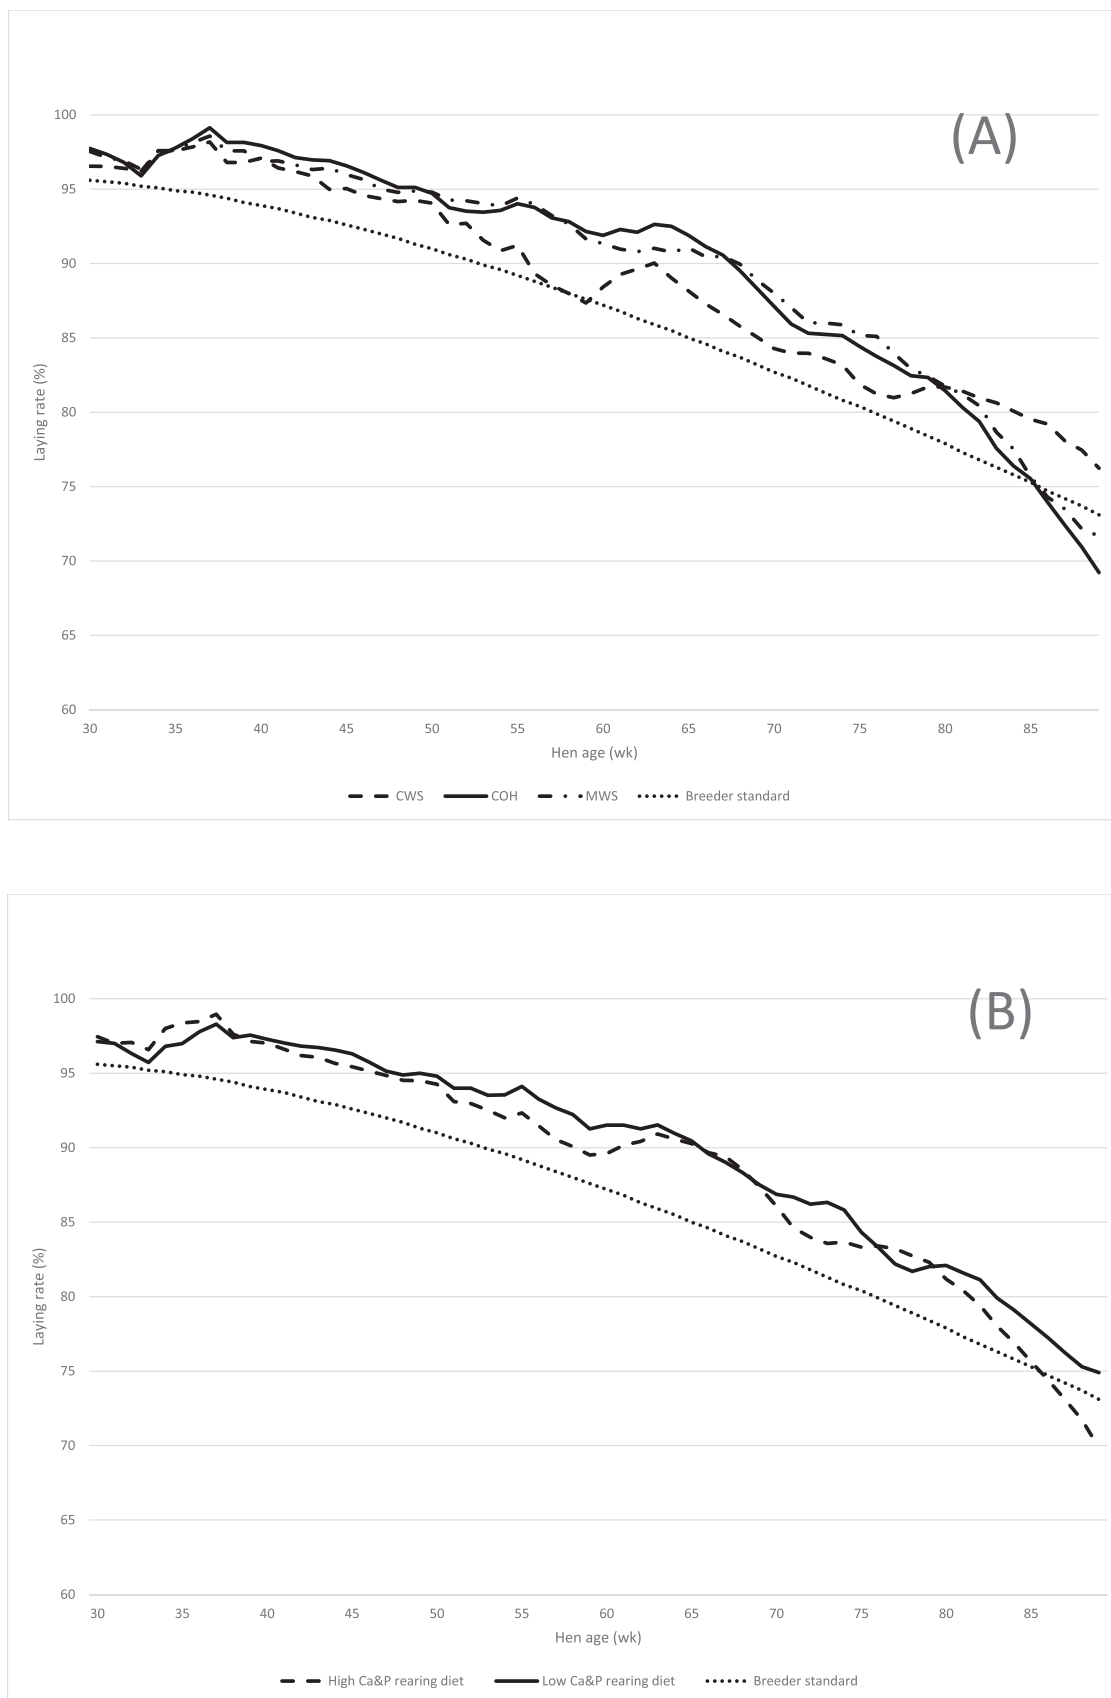 (A)
100
95
90
85
80
75
70
65
60
Laying rate (%)
30 35 40 45 50 55 60 65 70 75 80 85
Hen age (wk)
CWS COH MWS Breeder standard
(B)
100
95
90
85
80
75
70
65
60
Laying rate (%)
30 35 40 45 50 55 60 65 70 75 80 85
Hen age (wk)
High Ca&P rearing diet Low Ca&P rearing diet Breeder standard